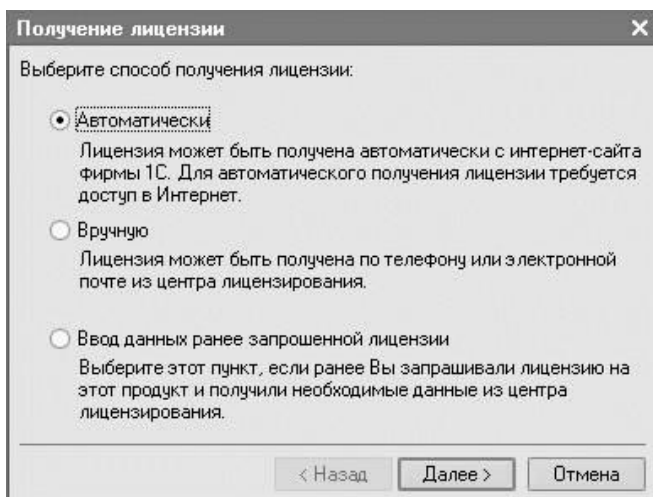 Получение лицензии
Выберите способ получения лицензии:
Автоматически
Лицензия может быть получена автоматически с интернет-сайта
фирмы 1С. Для автоматического получения лицензии требуется
доступ в Интернет.
Вручную
Лицензия может быть получена по телефону или электронной
почте из центра лицензирования.
Ввод данных ранее запрошенной лицензии
Выберите этот пункт, если ранее Вы запрашивали лицензию на
этот продукт и получили необходимые данные из центра
лицензирования.
< Назад Далее > Отмена